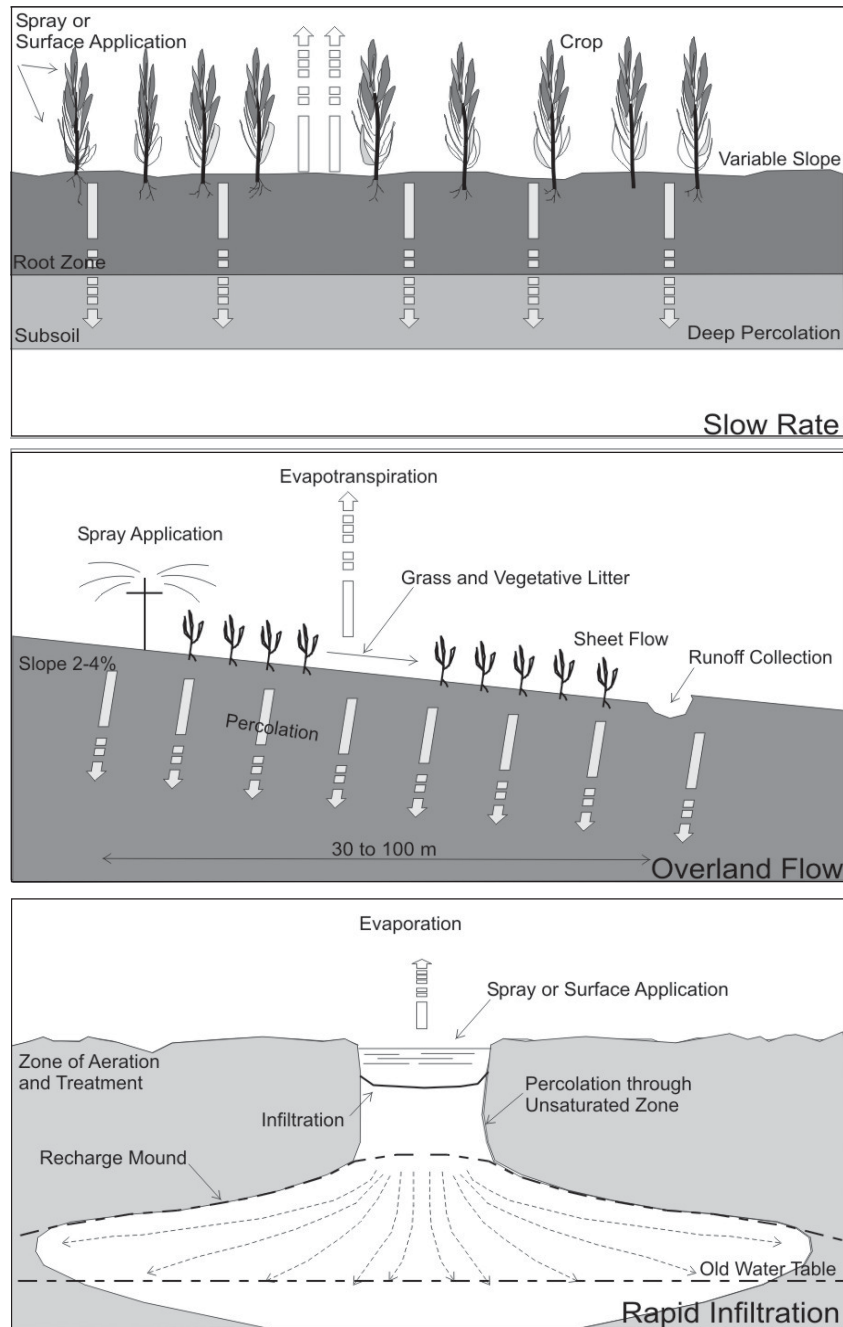 Spray or
Surface Application
Crop
Variable Slope
Root Zone
Subsoil
Deep Percolation
Slow Rate
Evapotranspiration
Spray Application
Grass and Vegetative Litter
Sheet Flow
Runoff Collection
Slope 2-4%
Percolation
30 to 100 m
Overland Flow
Evaporation
Spray or Surface Application
Zone of Aeration
and Treatment
Percolation through
Unsaturated Zone
Infiltration
Recharge Mound
Old Water Table
Rapid Infiltration